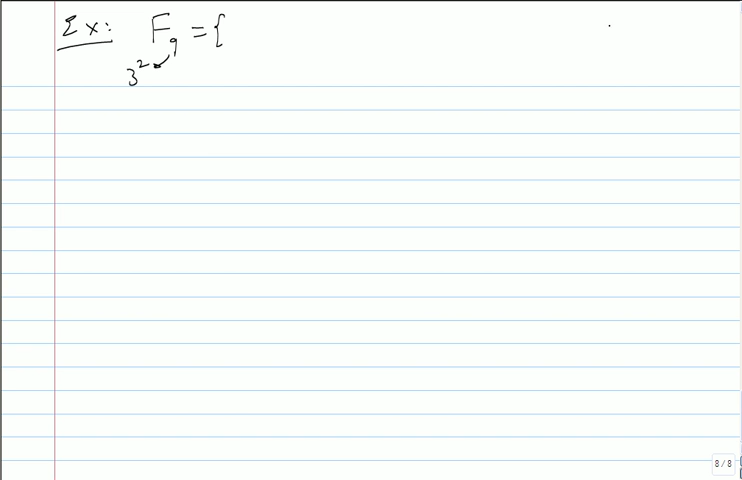 Ex: F₉ = {
3²
8 / 8